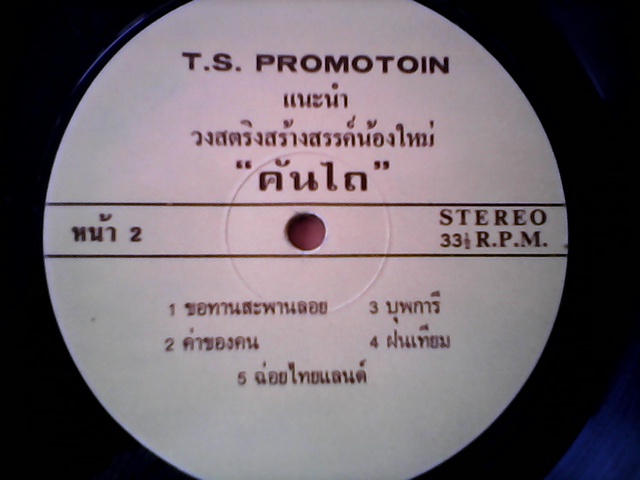 T.S. PROMOTOIN
แนะนำ
วงสตริงสร้างสรรค์น้องใหม่
“คันไถ”
หน้า 2
STEREO
33⅓ R.P.M.
1 ขอทานสะพานลอย
3 บุพการี
2 ค่าของคน
4 ฝนเทียม
5 ฉ่อยไทยแลนด์